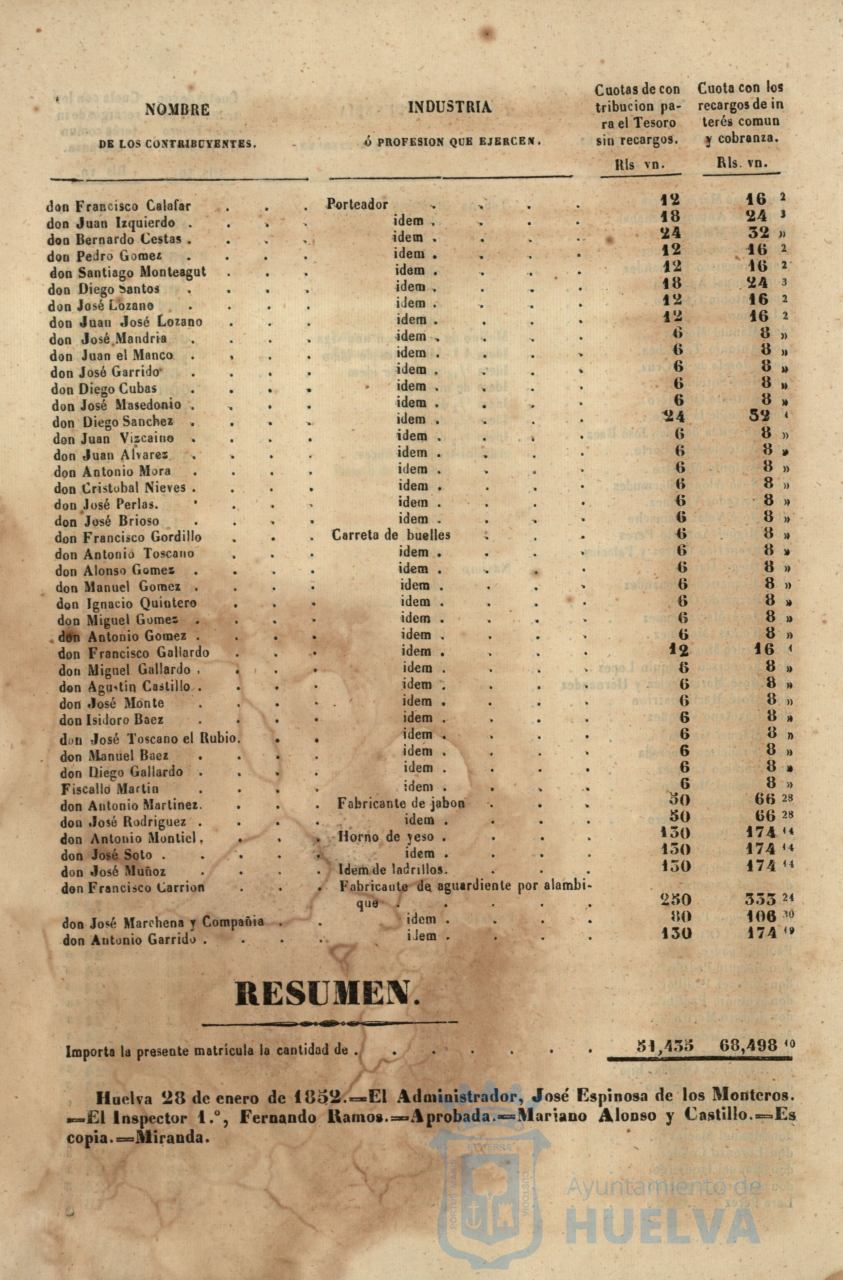 NOMBRE
DE LOS CONTRIBUYENTES.
INDUSTRIA
Ó PROFESION QUE EJERCEN.
Cuotas de con
tribucion pa-
ra el Tesoro
sin recargos.
Rls vn.
Cuota con los
recargos de in
terés comun
y cobranza.
Rls. vn.
don Francisco Calafar . . . Porteador . . . . 12 16 2
don Juan Izquierdo . . . . idem . . . . 18 24 3
don Bernardo Cestas . . . . idem . . . . 24 32 »
don Pedro Gomez . . . . idem . . . . 12 16 2
don Santiago Monteagut . . . idem . . . . 12 16 2
don Diego Santos . . . . idem . . . . 18 24 3
don José Lozano . . . . idem . . . . 12 16 2
don Juan José Lozano . . . idem . . . . 12 16 2
don José Mandria . . . . idem . . . . 6 8 »
don Juan el Manco . . . . idem . . . . 6 8 »
don José Garrido . . . . idem . . . . 6 8 »
don Diego Cubas . . . . idem . . . . 6 8 »
don José Masedonio . . . . idem . . . . 6 8 »
don Diego Sanchez . . . . idem . . . . 24 32 4
don Juan Vizcaino . . . . idem . . . . 6 8 »
don Juan Alvarez . . . . idem . . . . 6 8 »
don Antonio Mora . . . . idem . . . . 6 8 »
don Cristobal Nieves . . . . idem . . . . 6 8 »
don José Perlas. . . . . idem . . . . 6 8 »
don José Brioso . . . . idem . . . . 6 8 »
don Francisco Gordillo . . . Carreta de buelles . . . 6 8 »
don Antonio Toscano . . . idem . . . . 6 8 »
don Alonso Gomez . . . . idem . . . . 6 8 »
don Manuel Gomez . . . . idem . . . . 6 8 »
don Ignacio Quintero . . . idem . . . . 6 8 »
don Miguel Gomez . . . . idem . . . . 6 8 »
don Antonio Gomez . . . . idem . . . . 6 8 »
don Francisco Gallardo . . . idem . . . . 12 16 4
don Miguel Gallardo . . . . idem . . . . 6 8 »
don Agustin Castillo . . . . idem . . . . 6 8 »
don José Monte . . . . idem . . . . 6 8 »
don Isidoro Baez . . . . idem . . . . 6 8 »
don José Toscano el Rubio. . . idem . . . . 6 8 »
don Manuel Baez . . . . idem . . . . 6 8 »
don Diego Gallardo . . . . idem . . . . 6 8 »
Fiscallo Martin . . . . idem . . . . 6 8 »
don Antonio Martinez. . . . Fabricante de jabon . . . 50 66 28
don José Rodriguez . . . . idem . . . . 50 66 28
don Antonio Montiel, . . . Horno de yeso . . . . 130 174 14
don José Soto . . . . . idem . . . . 130 174 14
don José Muñoz . . . . Idem de ladrillos. . . . 130 174 14
don Francisco Carrion . . . Fabricante de aguardiente por alambi-
que . . . . . 250 333 24
don José Marchena y Compañia . . idem . . . . 80 106 30
don Antonio Garrido . . . . idem . . . . 130 174 19
RESUMEN.
Importa la presente matrícula la cantidad de . . . . . . . 51,435 68,498 10
Huelva 28 de enero de 1852.=El Administrador, José Espinosa de los Monteros.
=El Inspector 1.º, Fernando Ramos.=Aprobada.=Mariano Alonso y Castillo.=Es
copia.=Miranda.
Ayuntamiento de
HUELVA